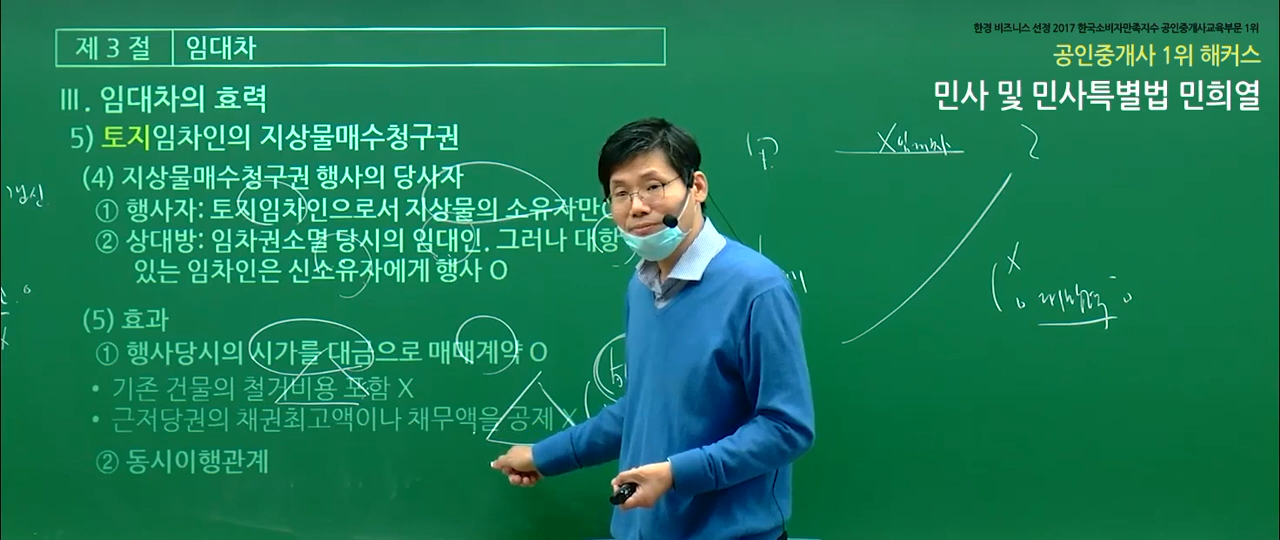 한경 비즈니스 선정 2017 한국소비자만족지수 공인중개사교육부문 1위
공인중개사 1위 해커스
민사 및 민사특별법 민희열
제 3 절 임대차
Ⅲ. 임대차의 효력
5) 토지임차인의 지상물매수청구권
(4) 지상물매수청구권 행사의 당사자
① 행사자: 토지임차인으로서 지상물의 소유자만
② 상대방: 임차권소멸 당시의 임대인. 그러나 대항
있는 임차인은 신소유자에게 행사 O
(5) 효과
① 행사당시의 시가를 대금으로 매매계약 O
• 기존 건물의 철거비용 포함 X
• 근저당권의 채권최고액이나 채무액을 공제 X
② 동시이행관계
갱신
X 임대차